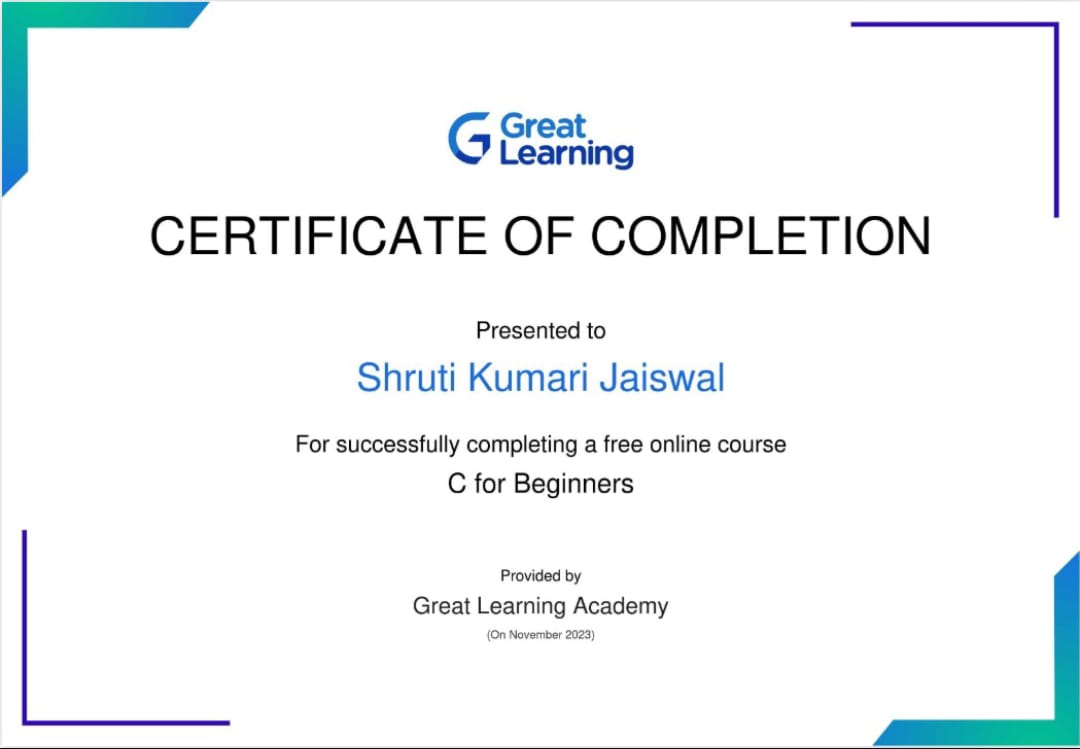 Great
Learning
CERTIFICATE OF COMPLETION
Presented to
Shruti Kumari Jaiswal
For successfully completing a free online course
C for Beginners
Provided by
Great Learning Academy
(On November 2023)